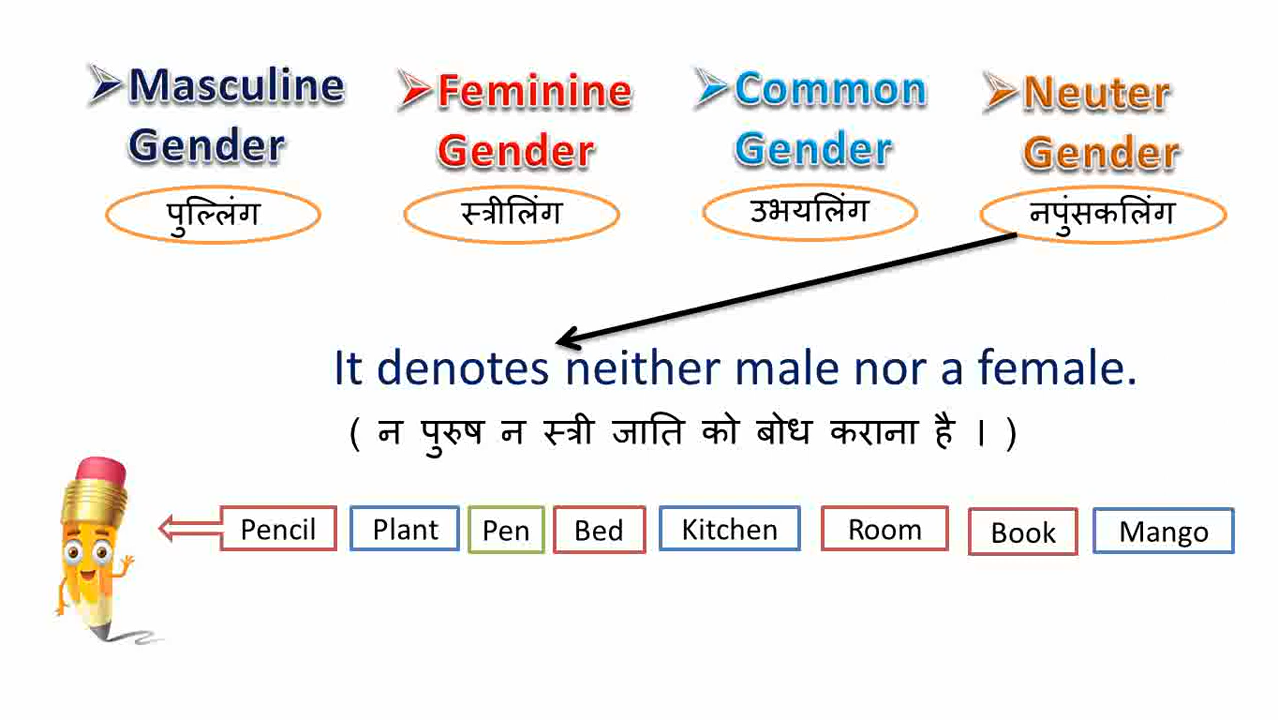 Masculine Gender
Feminine Gender
Common Gender
Neuter Gender
पुल्लिंग
स्त्रीलिंग
उभयलिंग
नपुंसकलिंग
It denotes neither male nor a female.
( न पुरुष न स्त्री जाति को बोध कराना है । )
Pencil
Plant
Pen
Bed
Kitchen
Room
Book
Mango